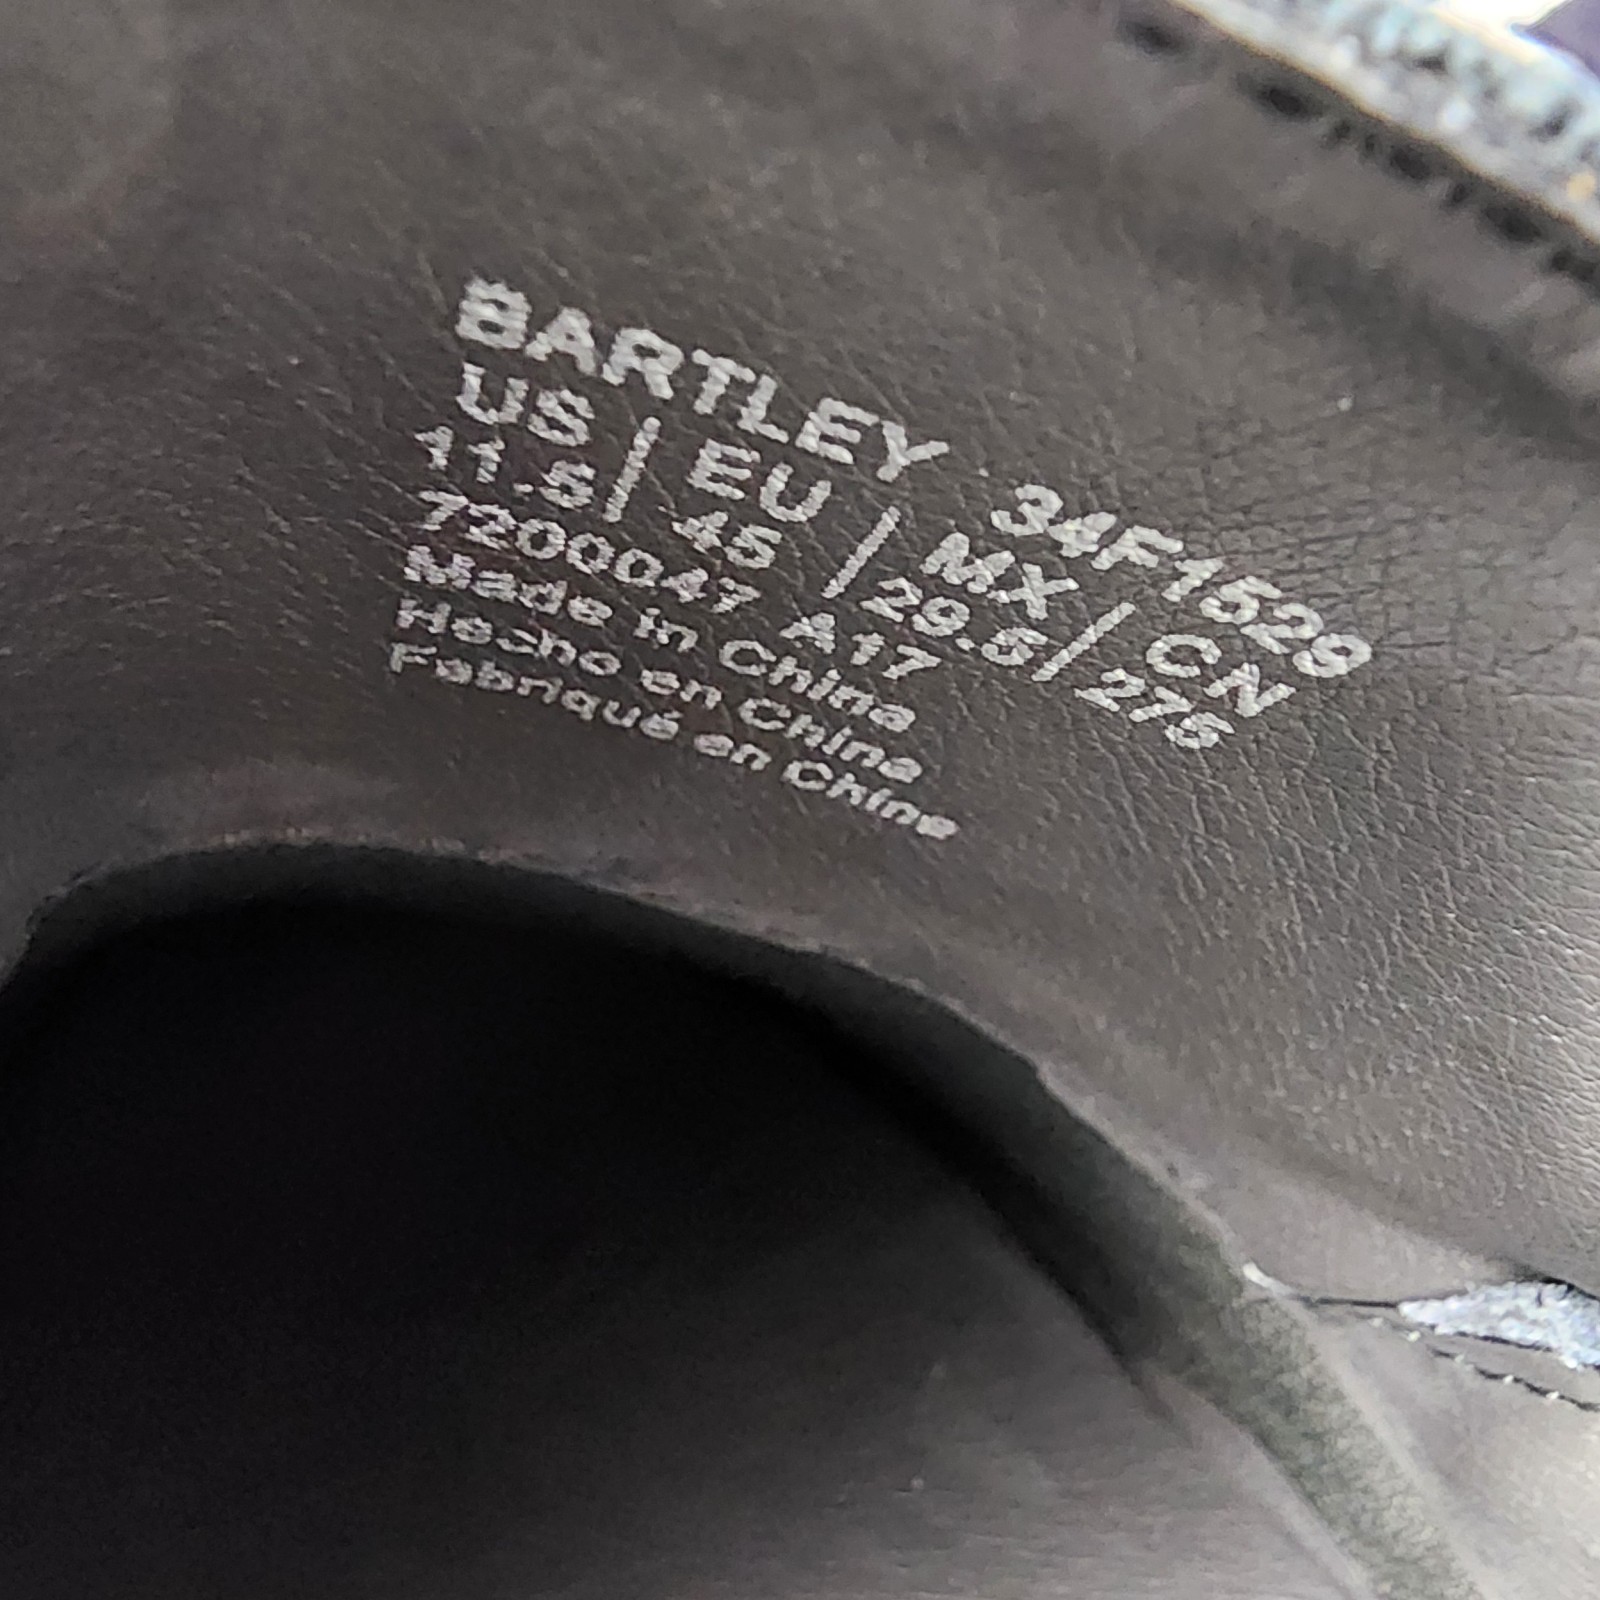 BARTLEY 34F1529
US | EU | MX / CN
11.5 | 45 | 29.5 / 275
7200047 A17
Made in China
Hecho en China
Fabriqué en Chine